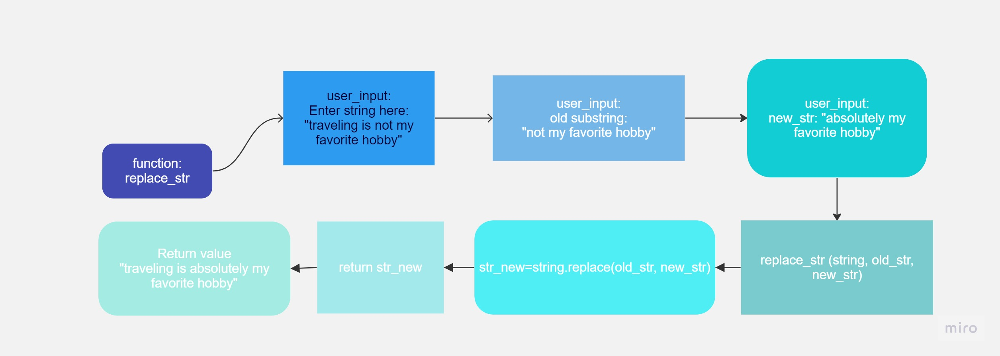 function:
replace_str
user_input:
Enter string here:
"traveling is not my
favorite hobby"
user_input:
old substring:
"not my favorite hobby"
user_input:
new_str: "absolutely my
favorite hobby"
replace_str (string, old_str,
new_str)
str_new=string.replace(old_str, new_str)
return str_new
Return value
"traveling is absolutely my
favorite hobby"
miro